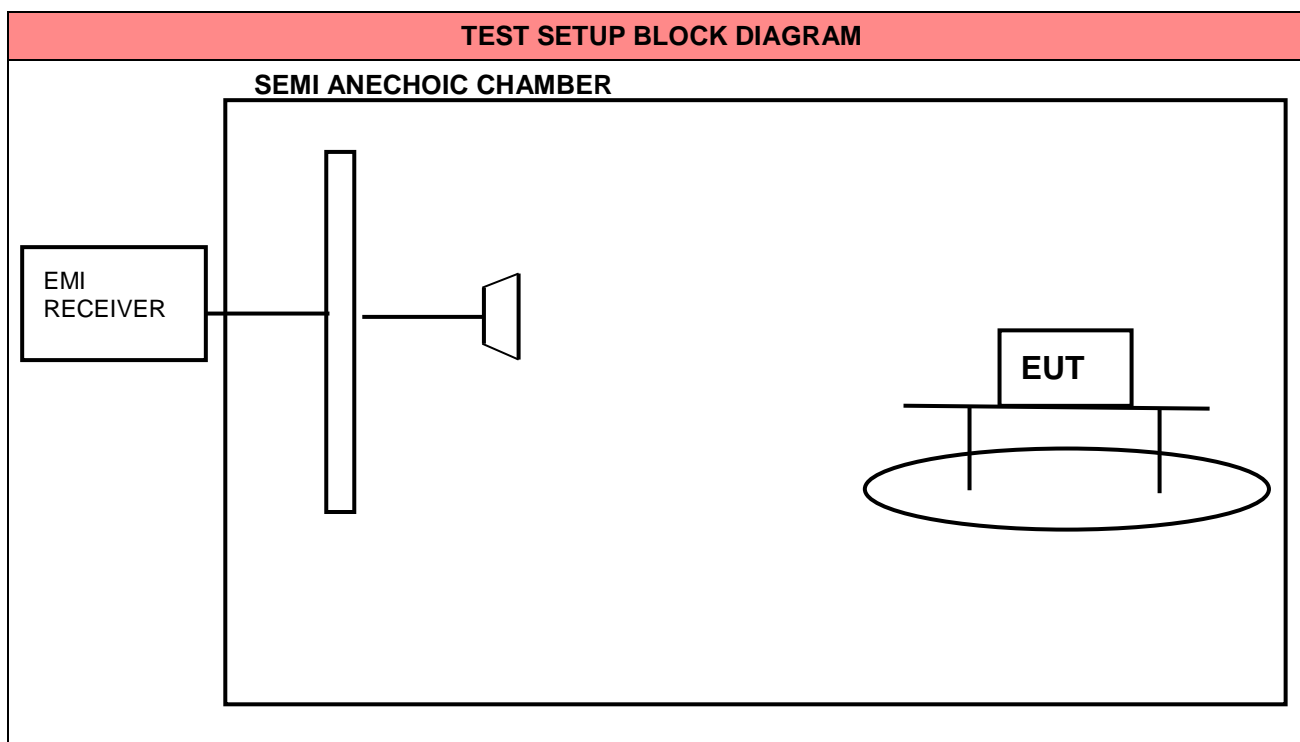 TEST SETUP BLOCK DIAGRAM
SEMI ANECHOIC CHAMBER
EMI
RECEIVER
EUT